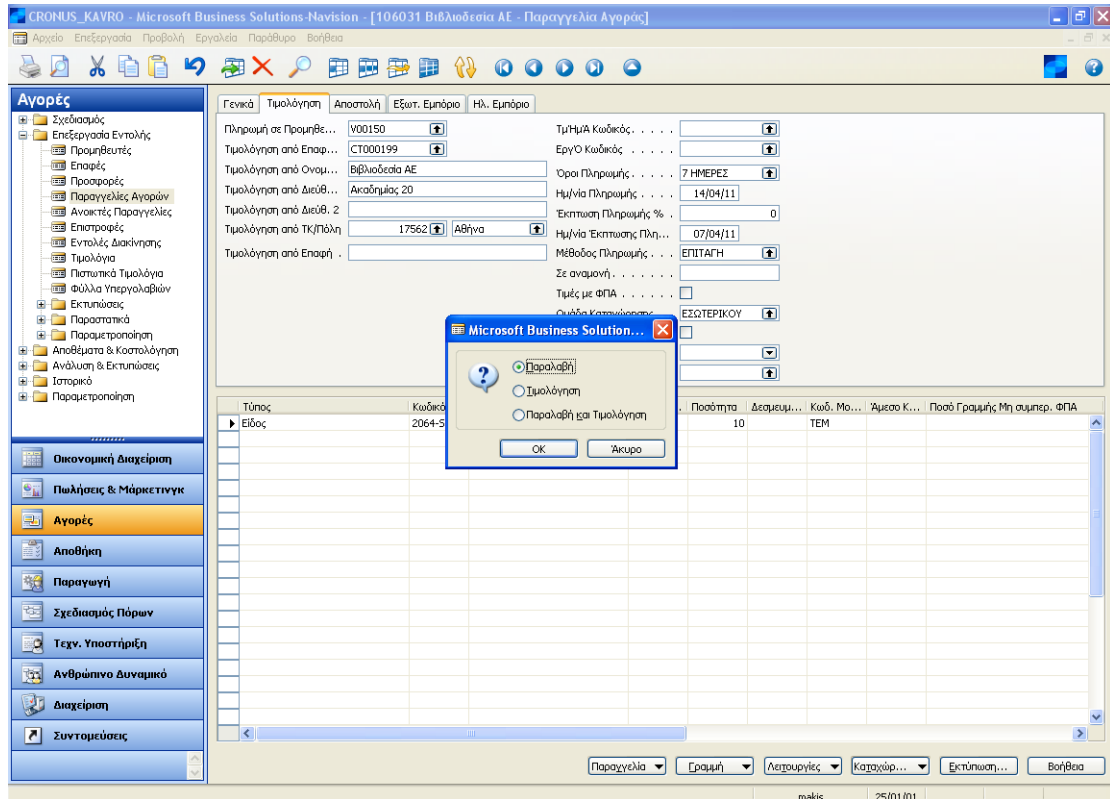 CRONUS_KAVRO - Microsoft Business Solutions-Navision - [106031 Βιβλιοδεσία ΑΕ - Παραγγελία Αγοράς]
Αρχείο Επεξεργασία Προβολή Εργαλεία Παράθυρο Βοήθεια
Αγορές
Σχεδιασμός
Επεξεργασία Εντολής
Προμηθευτές
Επαφές
Προσφορές
Παραγγελίες Αγορών
Ανοικτές Παραγγελίες
Επιστροφές
Εντολές Διακίνησης
Τιμολόγια
Πιστωτικά Τιμολόγια
Φύλλα Υπεργολαβιών
Εκτυπώσεις
Παραστατικά
Παραμετροποίηση
Αποθέματα & Κοστολόγηση
Ανάλυση & Εκτυπώσεις
Ιστορικό
Παραμετροποίηση
Οικονομική Διαχείριση
Πωλήσεις & Μάρκετινγκ
Αγορές
Αποθήκη
Παραγωγή
Σχεδιασμός Πόρων
Τεχν. Υποστήριξη
Ανθρώπινο Δυναμικό
Διαχείριση
Συντομεύσεις
Γενικά Τιμολόγηση Αποστολή Εξωτ. Εμπόριο Ηλ. Εμπόριο
Πληρωμή σε Προμηθε... V00150
Τιμολόγηση από Επαφ... CT000199
Τιμολόγηση από Ονομ... Βιβλιοδεσία ΑΕ
Τιμολόγηση από Διεύθ... Ακαδημίας 20
Τιμολόγηση από Διεύθ. 2
Τιμολόγηση από ΤΚ/Πόλη 17562 Αθήνα
Τιμολόγηση από Επαφή .
ΤμΉμΆ Κωδικός. . . . .
ΕργΌ Κωδικός . . . . .
Όροι Πληρωμής. . . . . 7 ΗΜΕΡΕΣ
Ημ/νία Πληρωμής . . . . 14/04/11
Έκπτωση Πληρωμής % . 0
Ημ/νία Έκπτωσης Πλη... 07/04/11
Μέθοδος Πληρωμής . . . ΕΠΙΤΑΓΗ
Σε αναμονή. . . . . . .
Τιμές με ΦΠΑ . . . . . .
Ομάδα Καταχώρησης ΕΣΩΤΕΡΙΚΟΥ
Microsoft Business Solution...
Παραλαβή
Τιμολόγηση
Παραλαβή και Τιμολόγηση
OK Άκυρο
Τύπος Κωδικό Ποσότητα Δεσμευμ... Κωδ. Μο... Άμεσο Κ... Ποσό Γραμμής Μη συμπερ. ΦΠΑ
Είδος 2064-S 10 ΤΕΜ
Παραγγελία Γραμμή Λειτουργίες Καταχώρ... Εκτύπωση... Βοήθεια
makis 25/01/01